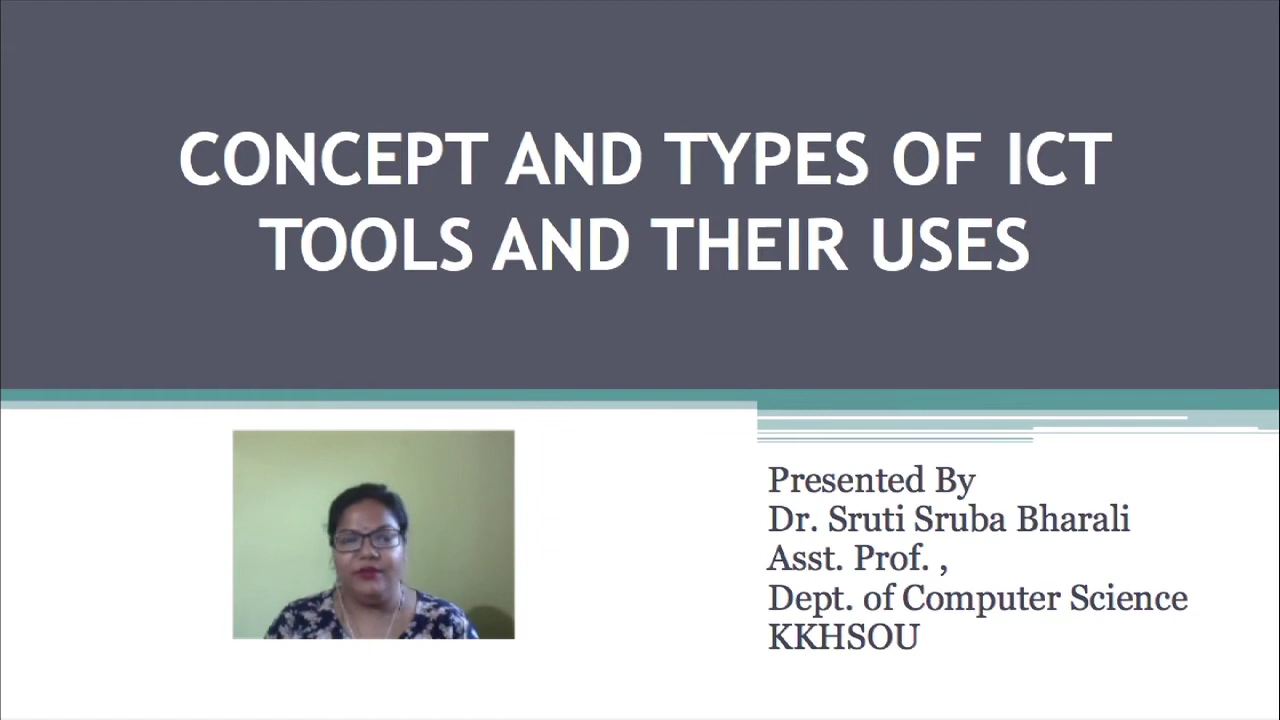 CONCEPT AND TYPES OF ICT
TOOLS AND THEIR USES
Presented By
Dr. Sruti Sruba Bharali
Asst. Prof. ,
Dept. of Computer Science
KKHSOU